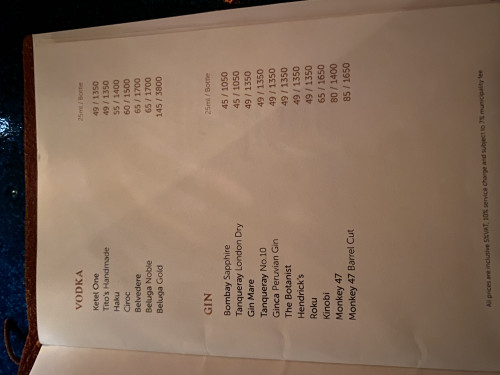 VODKA 25ml / Bottle
Ketel One 49 / 1350
Tito's Handmade 49 / 1350
Haku 55 / 1400
Ciroc 60 / 1500
Belvedere 65 / 1700
Beluga Noble 65 / 1700
Beluga Gold 145 / 3800
GIN 25ml / Bottle
Bombay Sapphire 45 / 1050
Tanqueray London Dry 45 / 1050
Gin Mare 49 / 1350
Tanqueray No.10 49 / 1350
Ginca Peruvian Gin 49 / 1350
The Botanist 49 / 1350
Hendrick's 49 / 1350
Roku 49 / 1350
Kinobi 65 / 1650
Monkey 47 80 / 1400
Monkey 47 Barrel Cut 85 / 1650
All prices are inclusive 5%VAT, 10% service charge and subject to 7% municipality fee